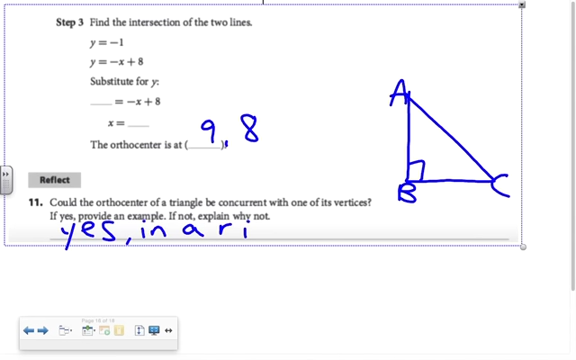 Step 3 Find the intersection of the two lines.
y = −1
y = −x + 8
Substitute for y:
____ = −x + 8
x = ____
9, 8
The orthocenter is at (______).
Reflect
11. Could the orthocenter of a triangle be concurrent with one of its vertices?
If yes, provide an example. If not, explain why not.
yes, in a ri
A
B
C